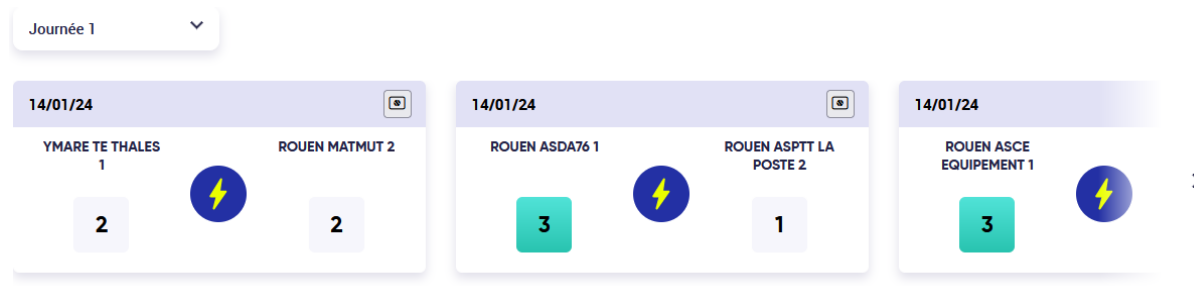 Journée 1
14/01/24
YMARE TE THALES
1
ROUEN MATMUT 2
2
2
14/01/24
ROUEN ASDA76 1
ROUEN ASPTT LA
POSTE 2
3
1
14/01/24
ROUEN ASCE
EQUIPEMENT 1
3